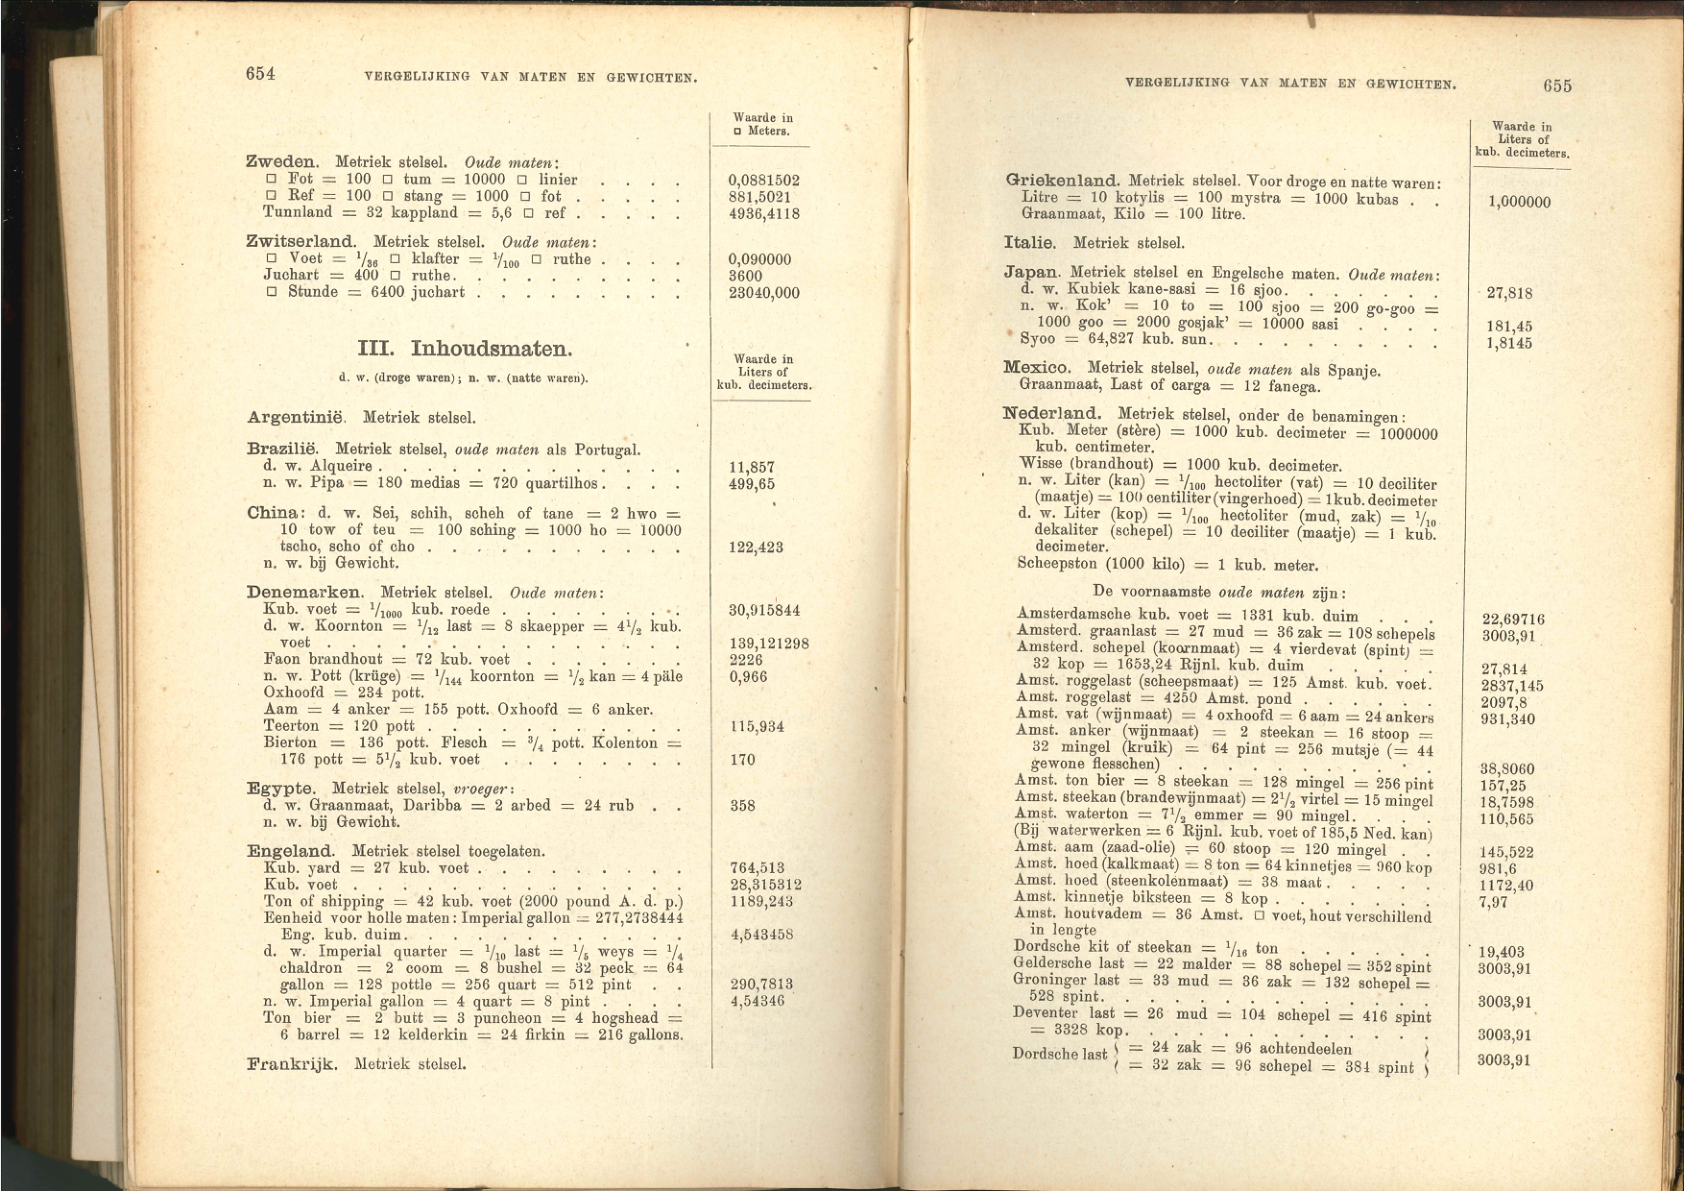 654
VERGELIJKING VAN MATEN EN GEWICHTEN.
Waarde in
□ Meters.
Zweden. Metriek stelsel. Oude maten:
□ Fot = 100 □ tum = 10000 □ linier . . . . 0,0881502
□ Ref = 100 □ stang = 1000 □ fot . . . . . 881,5021
Tunnland = 32 kappland = 5,6 □ ref . . . . . 4936,4118
Zwitserland. Metriek stelsel. Oude maten:
□ Voet = 1/36 □ klafter = 1/100 □ ruthe . . . . 0,090000
Juchart = 400 □ ruthe. . . . . . . . . 3600
□ Stunde = 6400 juchart . . . . . . . . . 23040,000
III. Inhoudsmaten.
d. w. (droge waren); n. w. (natte waren).
Waarde in
Liters of
kub. decimeters.
Argentinië. Metriek stelsel.
Brazilië. Metriek stelsel, oude maten als Portugal.
d. w. Alqueire . . . . . . . . . . . . . 11,857
n. w. Pipa = 180 medias = 720 quartilhos . . . . 499,65
China: d. w. Sei, schih, scheh of tane = 2 hwo =
10 tow of teu = 100 sching = 1000 ho = 10000
tscho, scho of cho . . . . . . . . . . . 122,423
n. w. bij Gewicht.
Denemarken. Metriek stelsel. Oude maten:
Kub. voet = 1/1000 kub. roede . . . . . . . . 30,915844
d. w. Koornton = 1/12 last = 8 skaepper = 4 1/2 kub.
voet . . . . . . . . . . . . . . . 139,121298
Faon brandhout = 72 kub. voet . . . . . . . 2226
n. w. Pott (krüge) = 1/144 koornton = 1/2 kan = 4 päle 0,966
Oxhoofd = 234 pott.
Aam = 4 anker = 155 pott. Oxhoofd = 6 anker.
Teerton = 120 pott . . . . . . . . . . . 115,934
Bierton = 136 pott. Flesch = 3/4 pott. Kolenton =
176 pott = 5 1/2 kub. voet . . . . . . . . 170
Egypte. Metriek stelsel, vroeger:
d. w. Graanmaat, Daribba = 2 arbed = 24 rub . . 358
n. w. bij Gewicht.
Engeland. Metriek stelsel toegelaten.
Kub. yard = 27 kub. voet . . . . . . . . . 764,513
Kub. voet . . . . . . . . . . . . . . 28,315312
Ton of shipping = 42 kub. voet (2000 pound A. d. p.) 1189,243
Eenheid voor holle maten: Imperial gallon = 277,2738444
Eng. kub. duim. . . . . . . . . . . . 4,543458
d. w. Imperial quarter = 1/10 last = 1/5 weys = 1/4
chaldron = 2 coom = 8 bushel = 32 peck = 64
gallon = 128 pottle = 256 quart = 512 pint . . 290,7813
n. w. Imperial gallon = 4 quart = 8 pint . . . . 4,54346
Ton bier = 2 butt = 3 puncheon = 4 hogshead =
6 barrel = 12 kelderkin = 24 firkin = 216 gallons.
Frankrijk. Metriek stelsel.
VERGELIJKING VAN MATEN EN GEWICHTEN.
655
Waarde in
Liters of
kub. decimeters.
Griekenland. Metriek stelsel. Voor droge en natte waren:
Litre = 10 kotylis = 100 mystra = 1000 kubas . . 1,000000
Graanmaat, Kilo = 100 litre.
Italie. Metriek stelsel.
Japan. Metriek stelsel en Engelsche maten. Oude maten:
d. w. Kubiek kane-sasi = 16 sjoo. . . . . . . 27,818
n. w. Kok' = 10 to = 100 sjoo = 200 go-goo =
1000 goo = 2000 gosjak' = 10000 sasi . . . . 181,45
Syoo = 64,827 kub. sun. . . . . . . . . . 1,8145
Mexico. Metriek stelsel, oude maten als Spanje.
Graanmaat, Last of carga = 12 fanega.
Nederland. Metriek stelsel, onder de benamingen:
Kub. Meter (stère) = 1000 kub. decimeter = 1000000
kub. centimeter.
Wisse (brandhout) = 1000 kub. decimeter.
n. w. Liter (kan) = 1/100 hectoliter (vat) = 10 deciliter
(maatje) = 100 centiliter (vingerhoed) = 1 kub. decimeter
d. w. Liter (kop) = 1/100 hectoliter (mud, zak) = 1/10
dekaliter (schepel) = 10 deciliter (maatje) = 1 kub.
decimeter.
Scheepston (1000 kilo) = 1 kub. meter.
De voornaamste oude maten zijn:
Amsterdamsche kub. voet = 1331 kub. duim . . . 22,69716
Amsterd. graanlast = 27 mud = 36 zak = 108 schepels 3003,91
Amsterd. schepel (koornmaat) = 4 vierdevat (spint) =
32 kop = 1653,24 Rijnl. kub. duim . . . . . 27,814
Amst. roggelast (scheepsmaat) = 125 Amst. kub. voet. 2837,145
Amst. roggelast = 4250 Amst. pond . . . . . . 2097,8
Amst. vat (wijnmaat) = 4 oxhoofd = 6 aam = 24 ankers 931,340
Amst. anker (wijnmaat) = 2 steekan = 16 stoop =
32 mingel (kruik) = 64 pint = 256 mutsje (= 44
gewone flesschen) . . . . . . . . . . . 38,8060
Amst. ton bier = 8 steekan = 128 mingel = 256 pint 157,25
Amst. steekan (brandewijnmaat) = 2 1/2 virtel = 15 mingel 18,7598
Amst. waterton = 7 1/2 emmer = 90 mingel. . . . 110,565
(Bij waterwerken = 6 Rijnl. kub. voet of 185,5 Ned. kan)
Amst. aam (zaad-olie) = 60 stoop = 120 mingel . . 145,522
Amst. hoed (kalkmaat) = 8 ton = 64 kinnetjes = 960 kop 981,6
Amst. hoed (steenkolenmaat) = 38 maat . . . . . 1172,40
Amst. kinnetje biksteen = 8 kop . . . . . . . 7,97
Amst. houtvadem = 36 Amst. □ voet, hout verschillend
in lengte
Dordsche kit of steekan = 1/16 ton . . . . . . 19,403
Geldersche last = 22 malder = 88 schepel = 352 spint 3003,91
Groninger last = 33 mud = 36 zak = 132 schepel =
528 spint. . . . . . . . . . . . . . 3003,91
Deventer last = 26 mud = 104 schepel = 416 spint
= 3328 kop. . . . . . . . . . . . . 3003,91
Dordsche last { = 24 zak = 96 achtendeelen }
{ = 32 zak = 96 schepel = 384 spint } 3003,91